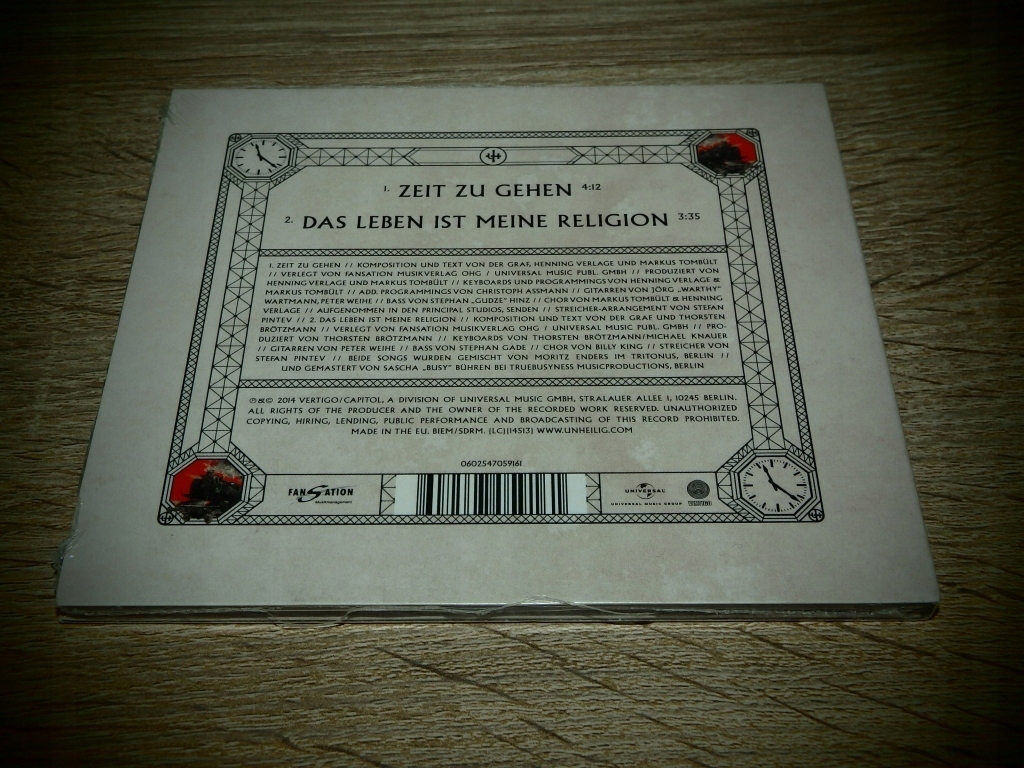 1. ZEIT ZU GEHEN 4:12
2. DAS LEBEN IST MEINE RELIGION 3:35
1. ZEIT ZU GEHEN // KOMPOSITION UND TEXT VON DER GRAF, HENNING VERLAGE UND MARKUS TOMBÜLT
// VERLEGT VON FANSATION MUSIKVERLAG OHG / UNIVERSAL MUSIC PUBL. GMBH // PRODUZIERT VON
HENNING VERLAGE UND MARKUS TOMBÜLT // KEYBOARDS UND PROGRAMMINGS VON HENNING VERLAGE &
MARKUS TOMBÜLT // ADD. PROGRAMMINGS VON CHRISTOPH ASSMANN // GITARREN VON JÖRG „WARTHY“
WARTMANN, PETER WEIHE // BASS VON STEPHAN „GUDZE“ HINZ // CHOR VON MARKUS TOMBÜLT & HENNING
VERLAGE // AUFGENOMMEN IN DEN PRINCIPAL STUDIOS, SENDEN // STREICHER-ARRANGEMENT VON STEFAN
PINTEV // 2. DAS LEBEN IST MEINE RELIGION // KOMPOSITION UND TEXT VON DER GRAF UND THORSTEN
BRÖTZMANN // VERLEGT VON FANSATION MUSIKVERLAG OHG / UNIVERSAL MUSIC PUBL. GMBH // PRO-
DUZIERT VON THORSTEN BRÖTZMANN // KEYBOARDS VON THORSTEN BRÖTZMANN/MICHAEL KNAUER
// GITARREN VON PETER WEIHE // BASS VON STEPHAN GADE // CHOR VON BILLY KING // STREICHER VON
STEFAN PINTEV // BEIDE SONGS WURDEN GEMISCHT VON MORITZ ENDERS IM TRITONUS, BERLIN //
UND GEMASTERT VON SASCHA „BUSY“ BÜHREN BEI TRUEBUSYNESS MUSICPRODUCTIONS, BERLIN
℗&© 2014 VERTIGO/CAPITOL, A DIVISION OF UNIVERSAL MUSIC GMBH, STRALAUER ALLEE 1, 10245 BERLIN.
ALL RIGHTS OF THE PRODUCER AND THE OWNER OF THE RECORDED WORK RESERVED. UNAUTHORIZED
COPYING, HIRING, LENDING, PUBLIC PERFORMANCE AND BROADCASTING OF THIS RECORD PROHIBITED.
MADE IN THE EU. BIEM/SDRM. (LC)(14513) WWW.UNHEILIG.COM
0602547059161
FANSATION
Musikmanagement
UNIVERSAL
UNIVERSAL MUSIC GROUP
VERTIGO